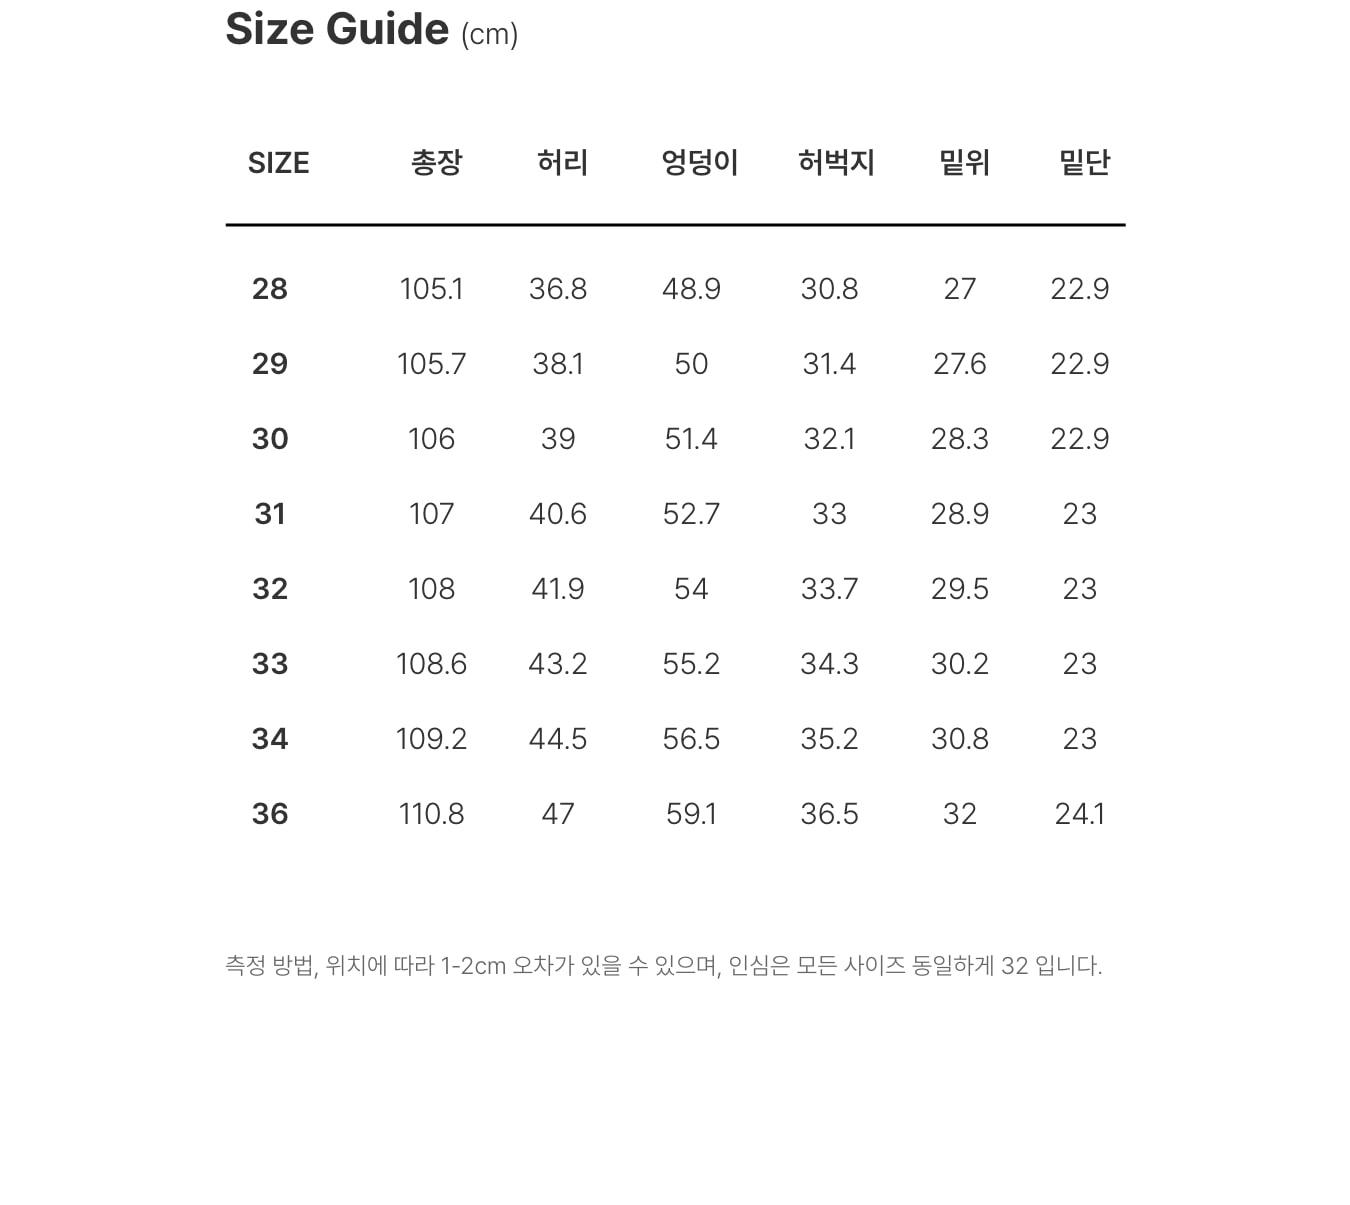 Size Guide (cm)
SIZE 총장 허리 엉덩이 허벅지 밑위 밑단
28 105.1 36.8 48.9 30.8 27 22.9
29 105.7 38.1 50 31.4 27.6 22.9
30 106 39 51.4 32.1 28.3 22.9
31 107 40.6 52.7 33 28.9 23
32 108 41.9 54 33.7 29.5 23
33 108.6 43.2 55.2 34.3 30.2 23
34 109.2 44.5 56.5 35.2 30.8 23
36 110.8 47 59.1 36.5 32 24.1
측정 방법, 위치에 따라 1-2cm 오차가 있을 수 있으며, 인심은 모든 사이즈 동일하게 32 입니다.